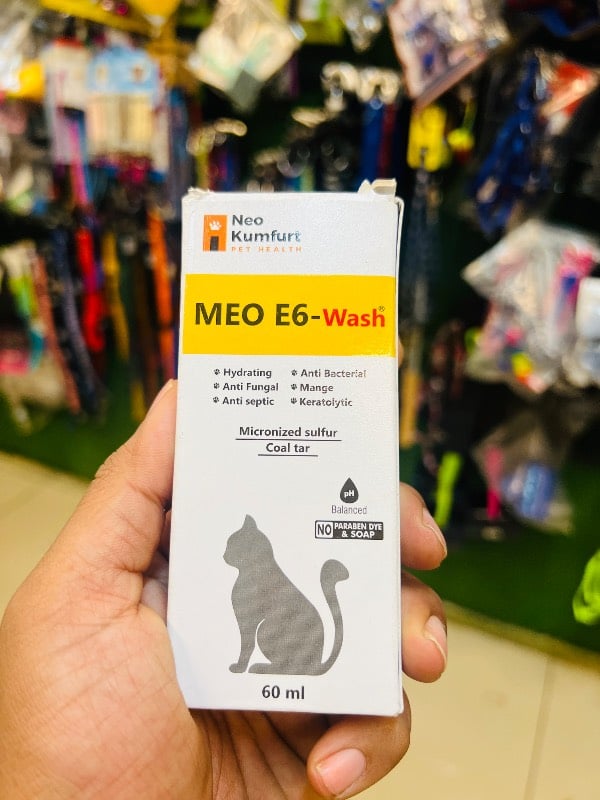 Neo
Kumfurt
PET HEALTH
MEO E6-Wash®
Hydrating
Anti Bacterial
Anti Fungal
Mange
Anti septic
Keratolytic
Micronized sulfur
Coal tar
pH
Balanced
NO PARABEN DYE & SOAP
60 ml